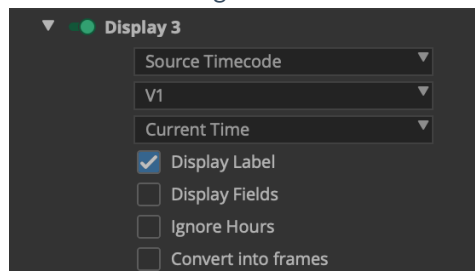 Display 3
Source Timecode
V1
Current Time
Display Label
Display Fields
Ignore Hours
Convert into frames